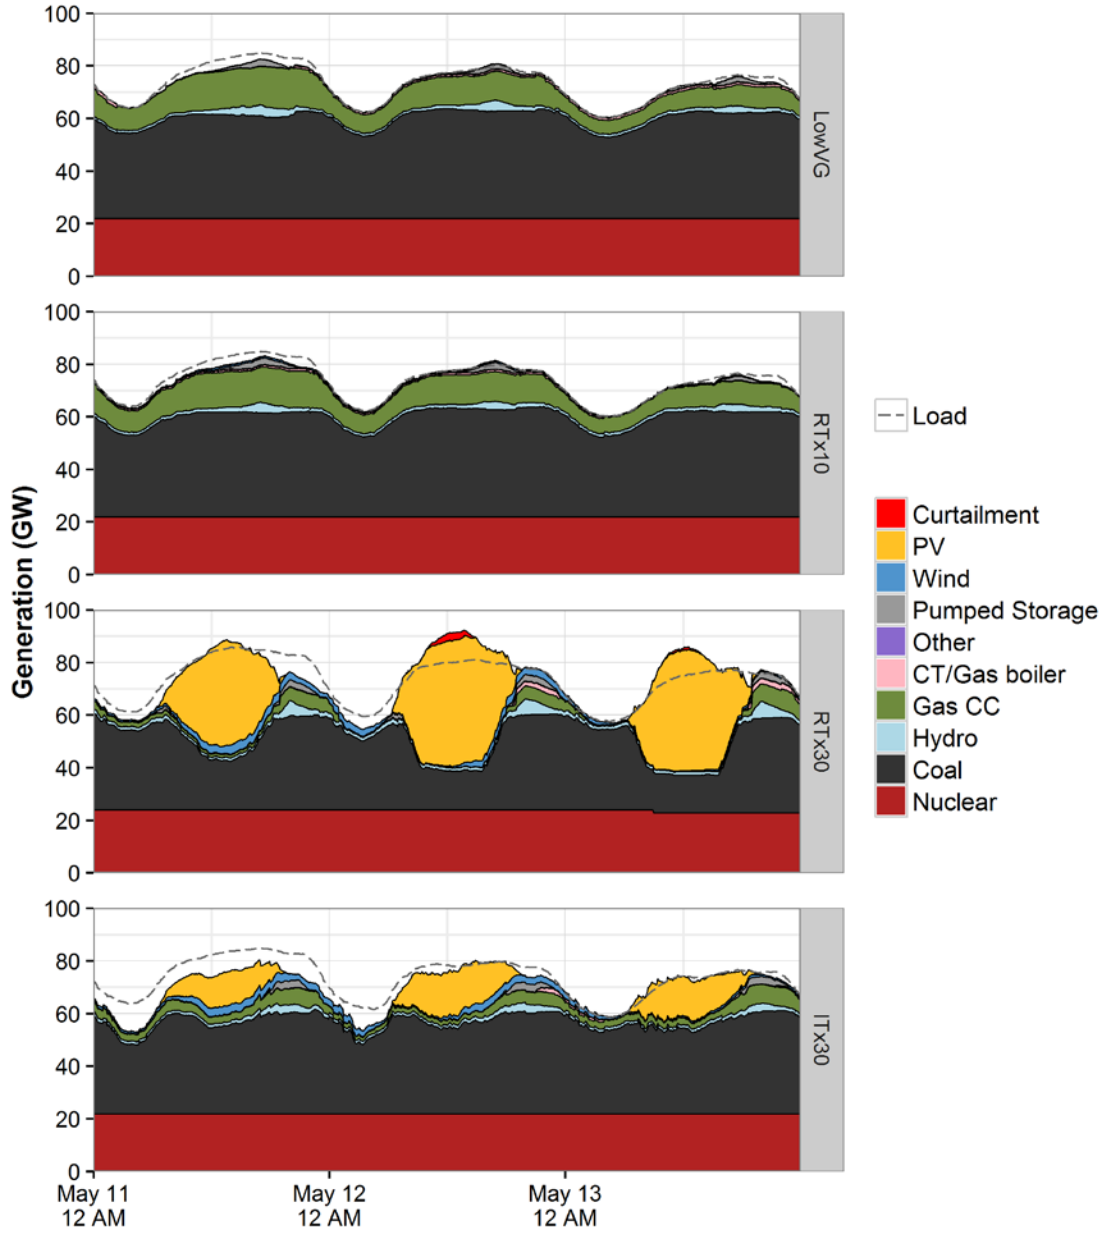 Generation (GW)
100
80
60
40
20
0
LowVG
100
80
60
40
20
0
RTx10
100
80
60
40
20
0
RTx30
100
80
60
40
20
0
ITx30
May 11
12 AM
May 12
12 AM
May 13
12 AM
Load
Curtailment
PV
Wind
Pumped Storage
Other
CT/Gas boiler
Gas CC
Hydro
Coal
Nuclear